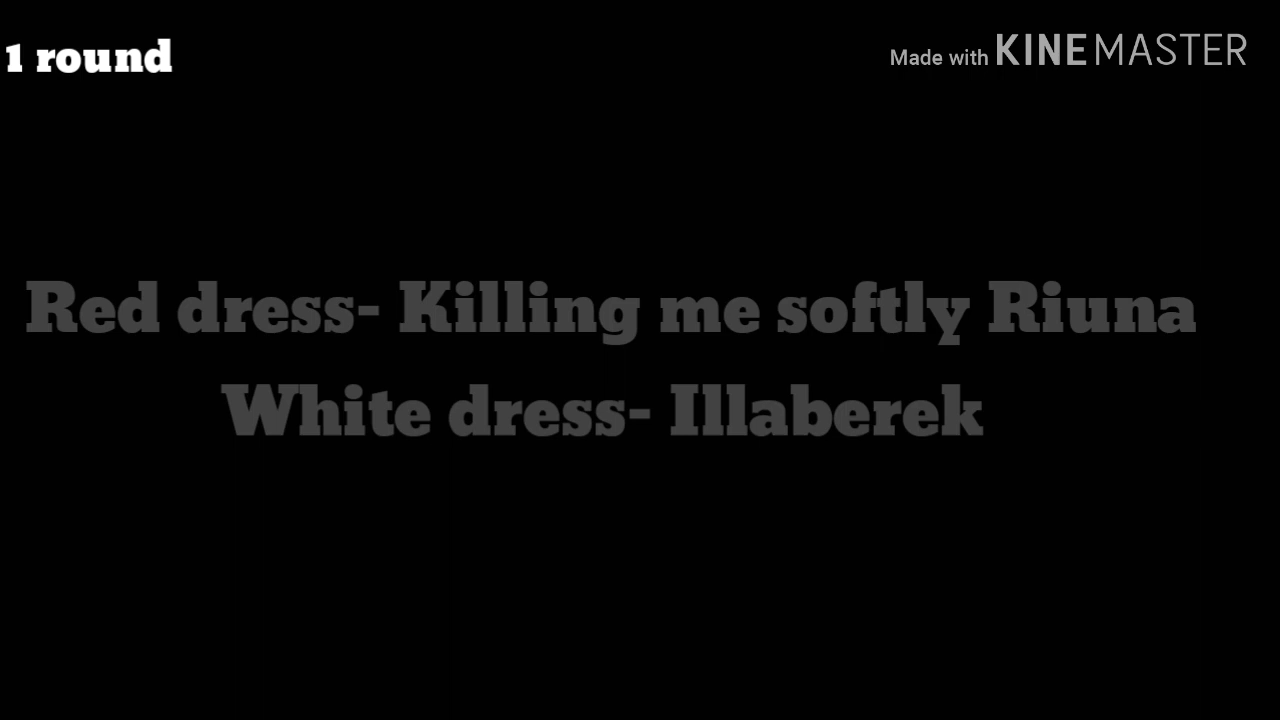 1 round
Made with KINEMASTER
Red dress- Killing me softly Riuna
White dress- Illaberek